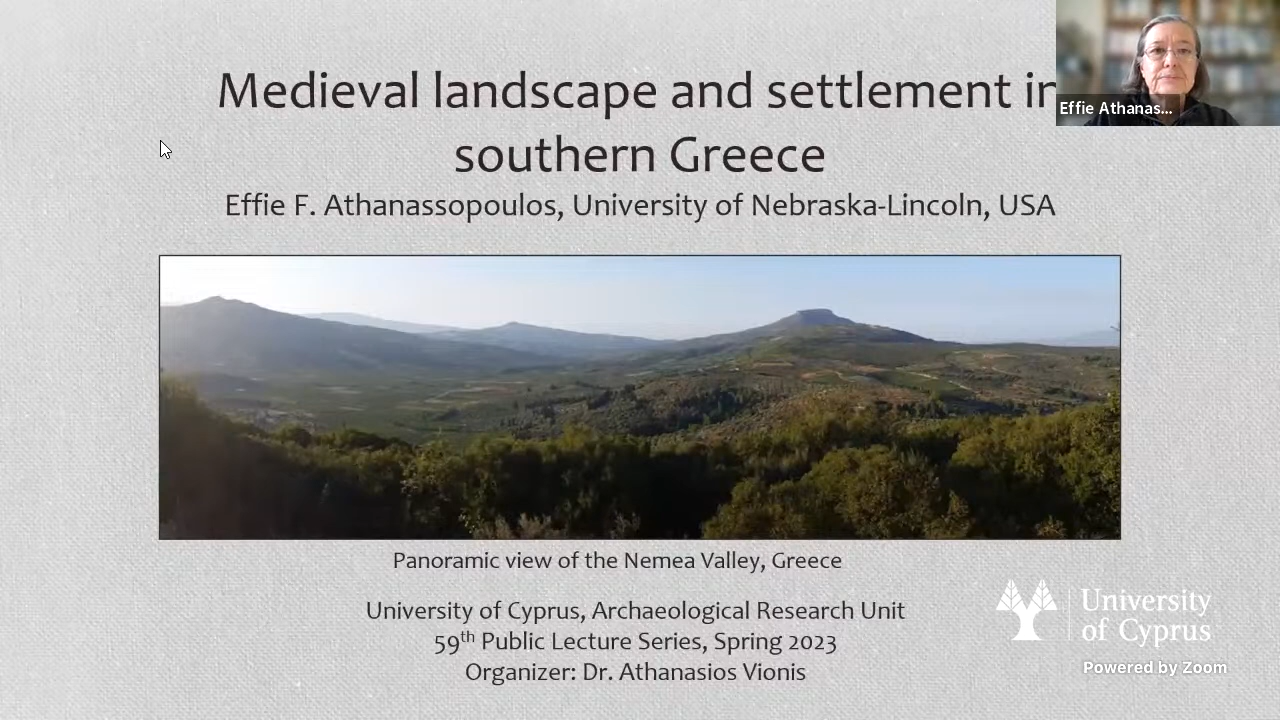 Medieval landscape and settlement in
southern Greece
Effie F. Athanassopoulos, University of Nebraska-Lincoln, USA
Effie Athanas...
Panoramic view of the Nemea Valley, Greece
University of Cyprus, Archaeological Research Unit
59th Public Lecture Series, Spring 2023
Organizer: Dr. Athanasios Vionis
University
of Cyprus
Powered by Zoom